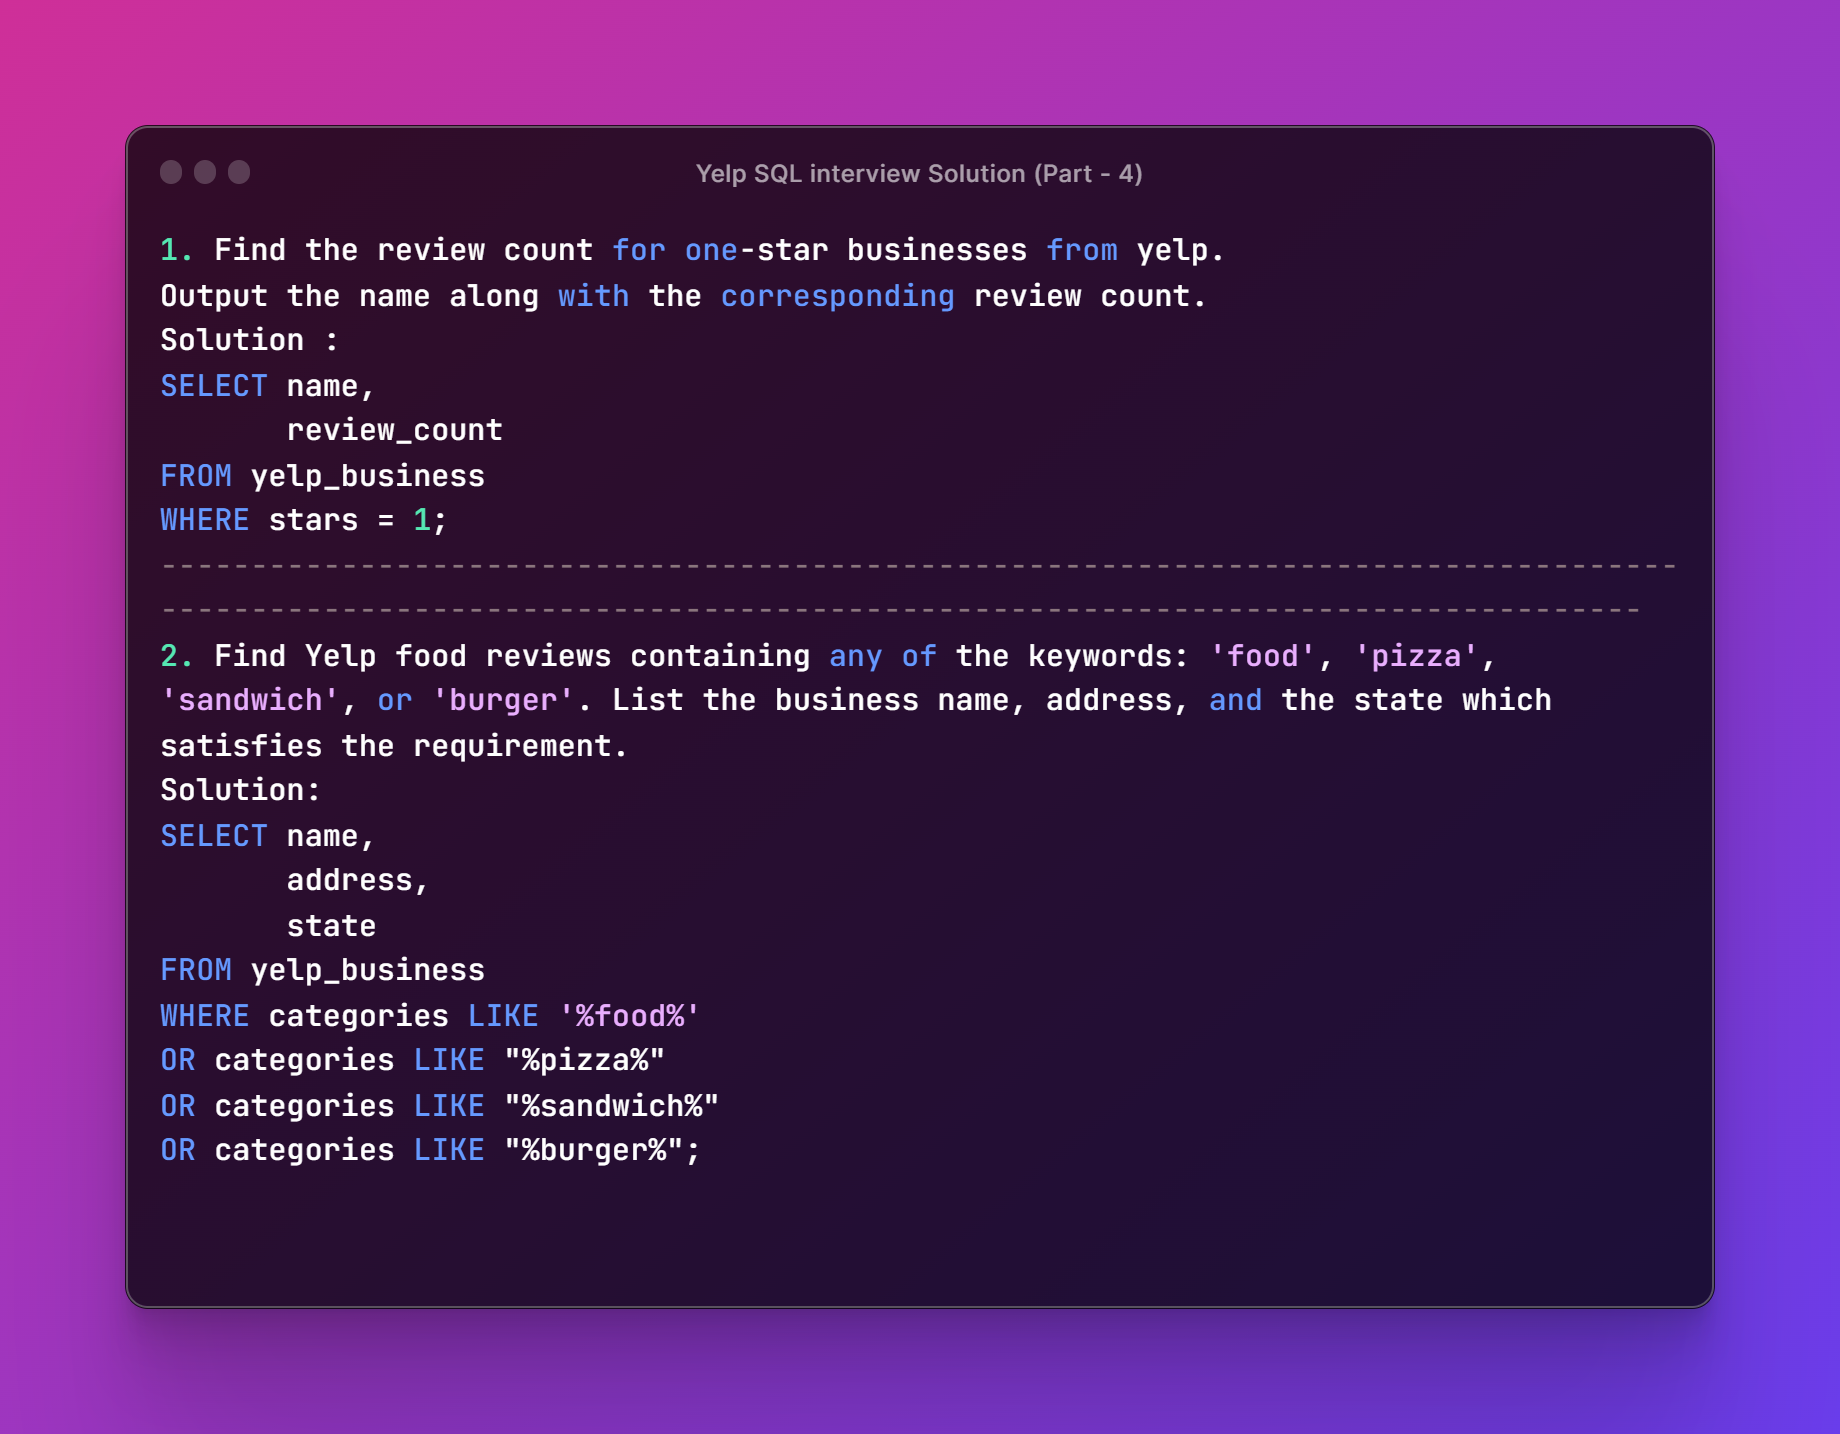 Yelp SQL interview Solution (Part - 4)
1. Find the review count for one-star businesses from yelp.
Output the name along with the corresponding review count.
Solution :
SELECT name,
       review_count
FROM yelp_business
WHERE stars = 1;
------------------------------------------------------------------------------------
----------------------------------------------------------------------------------
2. Find Yelp food reviews containing any of the keywords: 'food', 'pizza',
'sandwich', or 'burger'. List the business name, address, and the state which
satisfies the requirement.
Solution:
SELECT name,
       address,
       state
FROM yelp_business
WHERE categories LIKE '%food%'
OR categories LIKE "%pizza%"
OR categories LIKE "%sandwich%"
OR categories LIKE "%burger%";